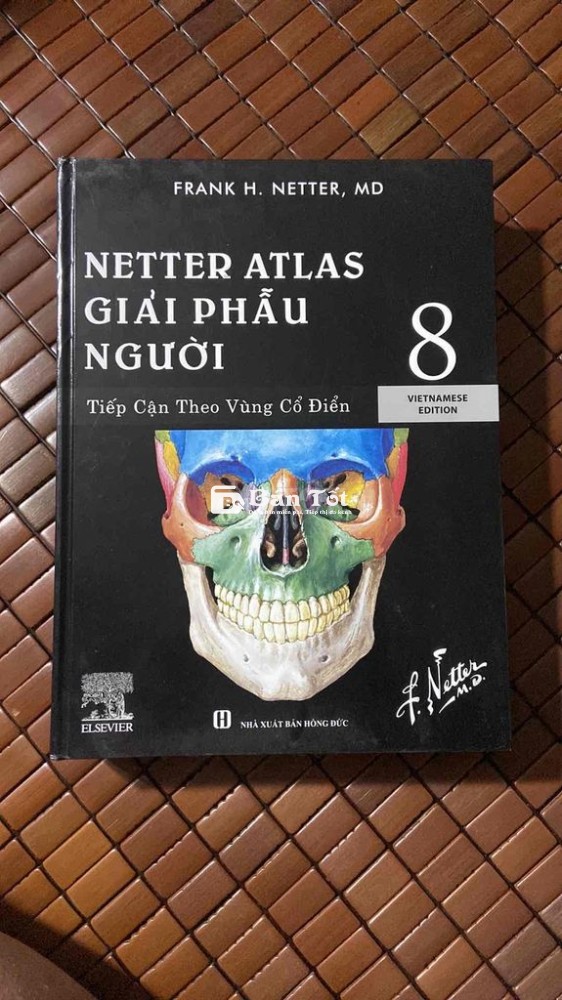 FRANK H. NETTER, MD
NETTER ATLAS
GIẢI PHẪU
NGƯỜI
8
Tiếp Cận Theo Vùng Cổ Điển
VIETNAMESE
EDITION
Bán Tốt
F. Netter
M.D.
ELSEVIER
NHÀ XUẤT BẢN HỒNG ĐỨC